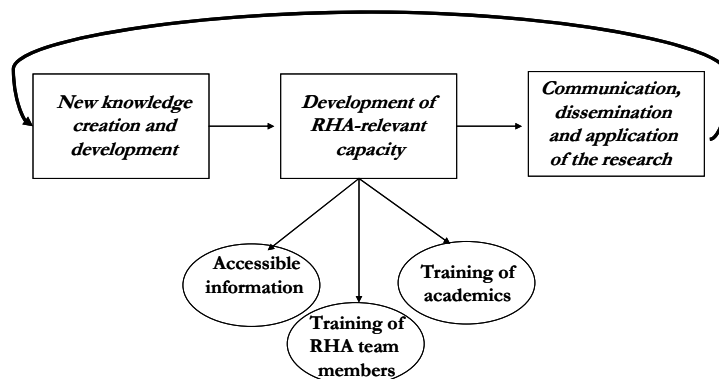 New knowledge
creation and
development
Development of
RHA-relevant
capacity
Communication,
dissemination
and application
of the research
Accessible
information
Training of
RHA team
members
Training of
academics